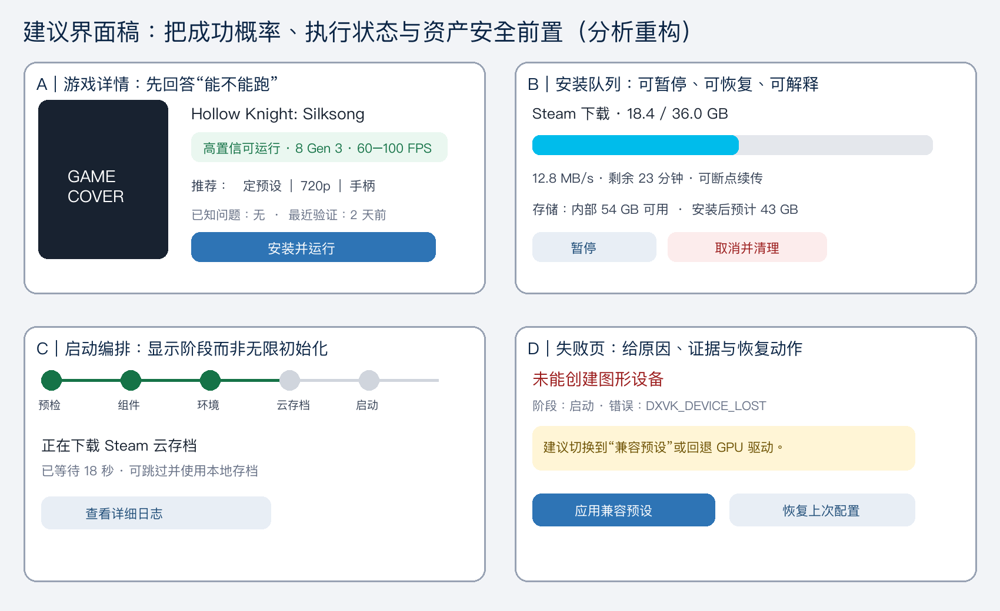 建议界面稿：把成功概率、执行状态与资产安全前置（分析重构）
A｜游戏详情：先回答“能不能跑”
GAME
COVER
Hollow Knight: Silksong
高置信可运行 · 8 Gen 3 · 60—100 FPS
推荐： 定预设 ｜ 720p ｜ 手柄
已知问题：无 · 最近验证：2 天前
安装并运行
B｜安装队列：可暂停、可恢复、可解释
Steam 下载 · 18.4 / 36.0 GB
12.8 MB/s · 剩余 23 分钟 · 可断点续传
存储：内部 54 GB 可用 · 安装后预计 43 GB
暂停
取消并清理
C｜启动编排：显示阶段而非无限初始化
预检
组件
环境
云存档
启动
正在下载 Steam 云存档
已等待 18 秒 · 可跳过并使用本地存档
查看详细日志
D｜失败页：给原因、证据与恢复动作
未能创建图形设备
阶段：启动 · 错误：DXVK_DEVICE_LOST
建议切换到“兼容预设”或回退 GPU 驱动。
应用兼容预设
恢复上次配置